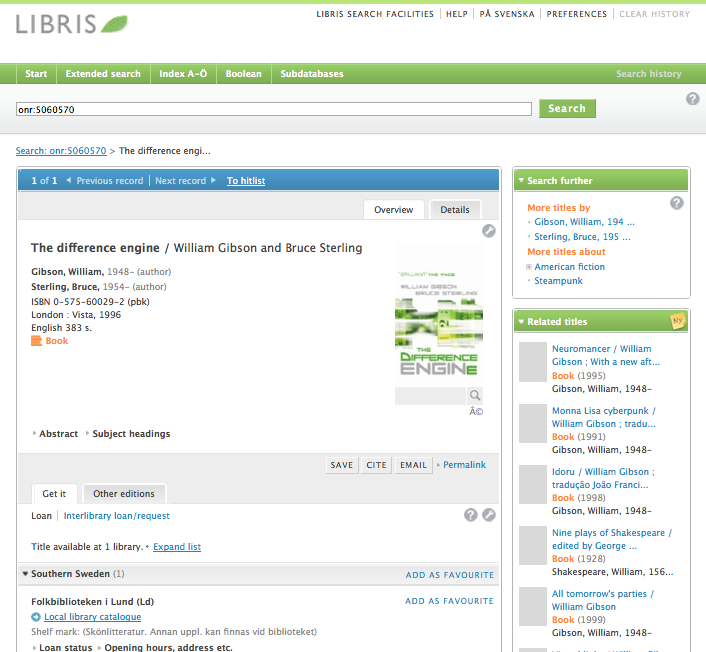 LIBRIS
LIBRIS SEARCH FACILITIES | HELP | PÅ SVENSKA | PREFERENCES | CLEAR HISTORY
Start | Extended search | Index A-Ö | Boolean | Subdatabases
Search history
onr:5060570
Search
?
Search: onr:5060570 > The difference engi...
1 of 1 Previous record | Next record To hitlist
Overview Details
The difference engine / William Gibson and Bruce Sterling
Gibson, William, 1948- (author)
Sterling, Bruce, 1954- (author)
ISBN 0-575-60029-2 (pbk)
London : Vista, 1996
English 383 s.
Book
WILLIAM GIBSON
BRUCE STERLING
THE
DIFFERENCE
ENGINE
Â©
Abstract Subject headings
SAVE CITE EMAIL Permalink
Get it Other editions
Loan | Interlibrary loan/request
?
Title available at 1 library. • Expand list
Southern Sweden (1) ADD AS FAVOURITE
Folkbiblioteken i Lund (Ld) ADD AS FAVOURITE
Local library catalogue
Shelf mark: (Skönlitteratur. Annan uppl. kan finnas vid biblioteket)
Loan status Opening hours, address etc.
Search further
?
More titles by
Gibson, William, 194 ...
Sterling, Bruce, 195 ...
More titles about
American fiction
Steampunk
Related titles
Ny
Neuromancer / William
Gibson ; With a new aft...
Book (1995)
Gibson, William, 1948-
Monna Lisa cyberpunk /
William Gibson ; tradu...
Book (1991)
Gibson, William, 1948-
Idoru / William Gibson ;
tradução João Franci...
Book (1998)
Gibson, William, 1948-
Nine plays of Shakespeare /
edited by George ...
Book (1928)
Shakespeare, William, 156...
All tomorrow's parties /
William Gibson
Book (1999)
Gibson, William, 1948-